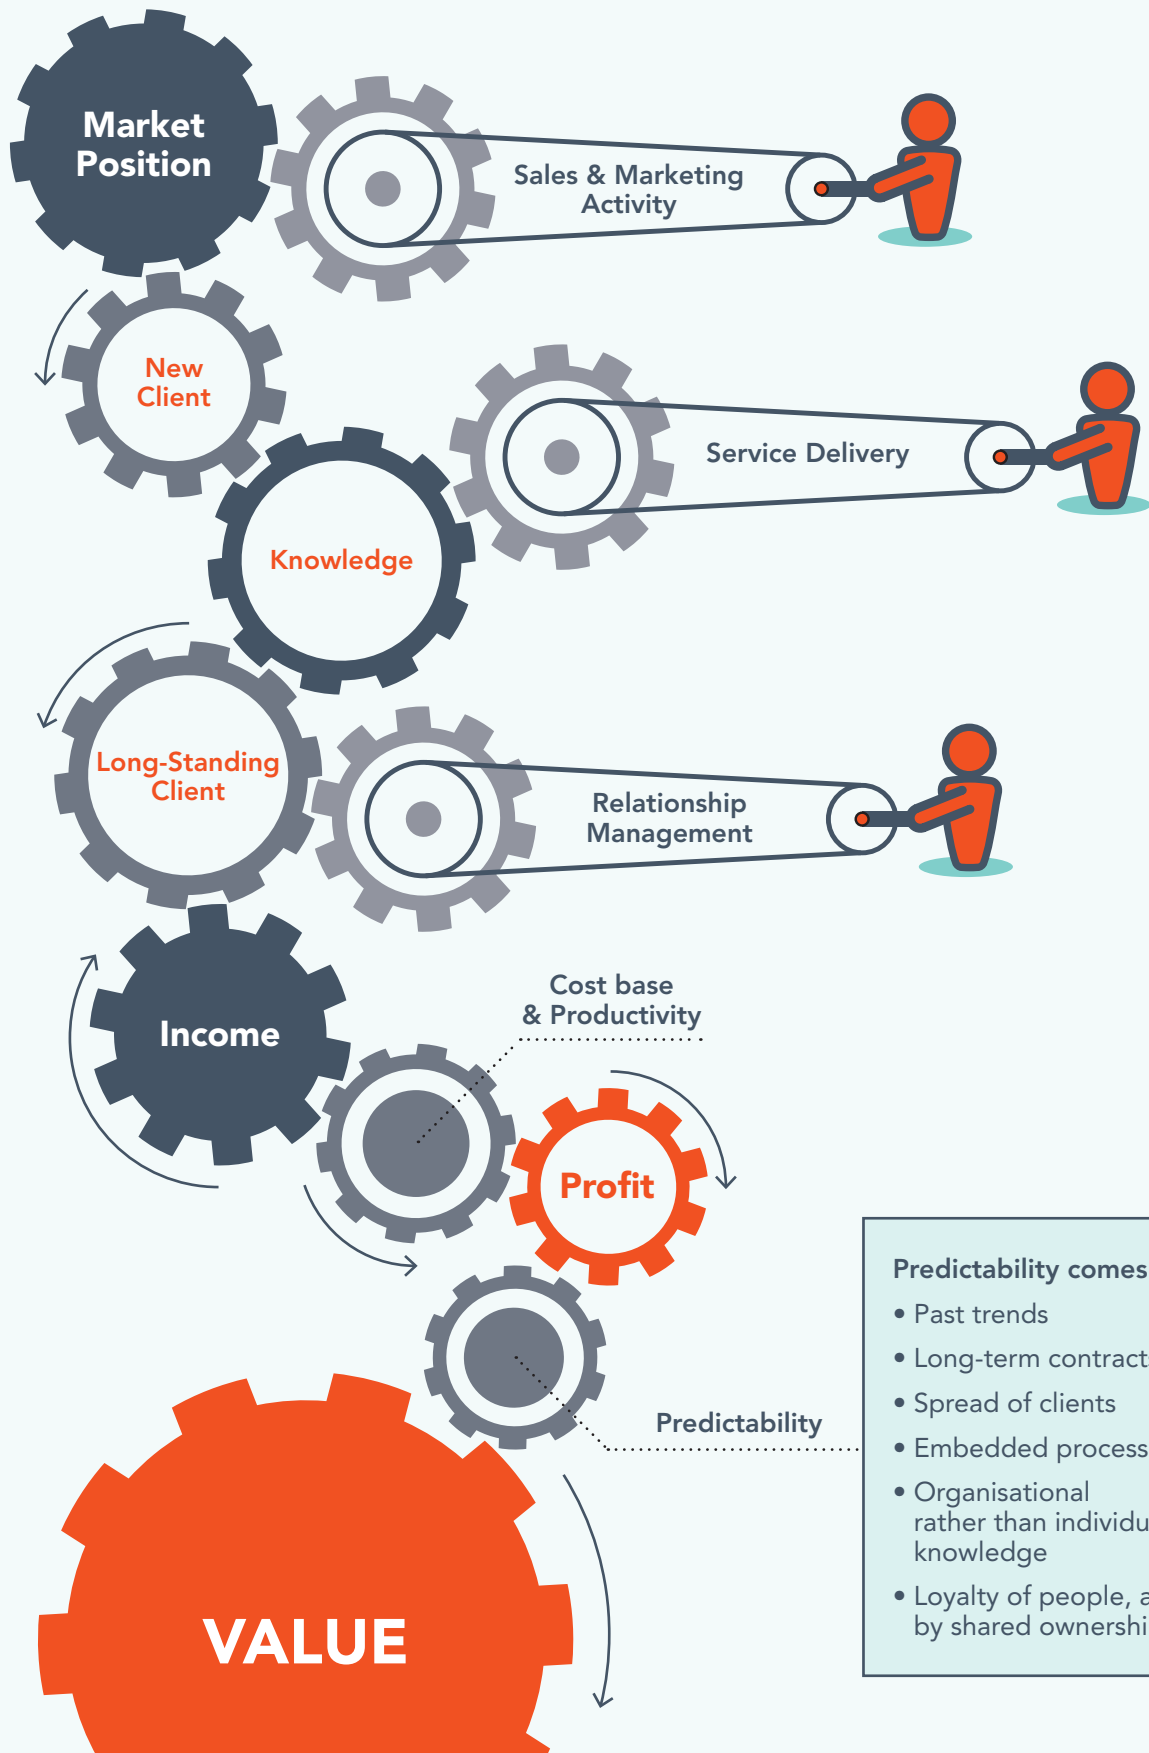 Market
Position
Sales & Marketing
Activity
New
Client
Service Delivery
Knowledge
Long-Standing
Client
Relationship
Management
Income
Cost base
& Productivity
Profit
Predictability comes
• Past trends
• Long-term contracts
• Spread of clients
• Embedded process
• Organisational
rather than individu
knowledge
• Loyalty of people, a
by shared ownershi
Predictability
VALUE